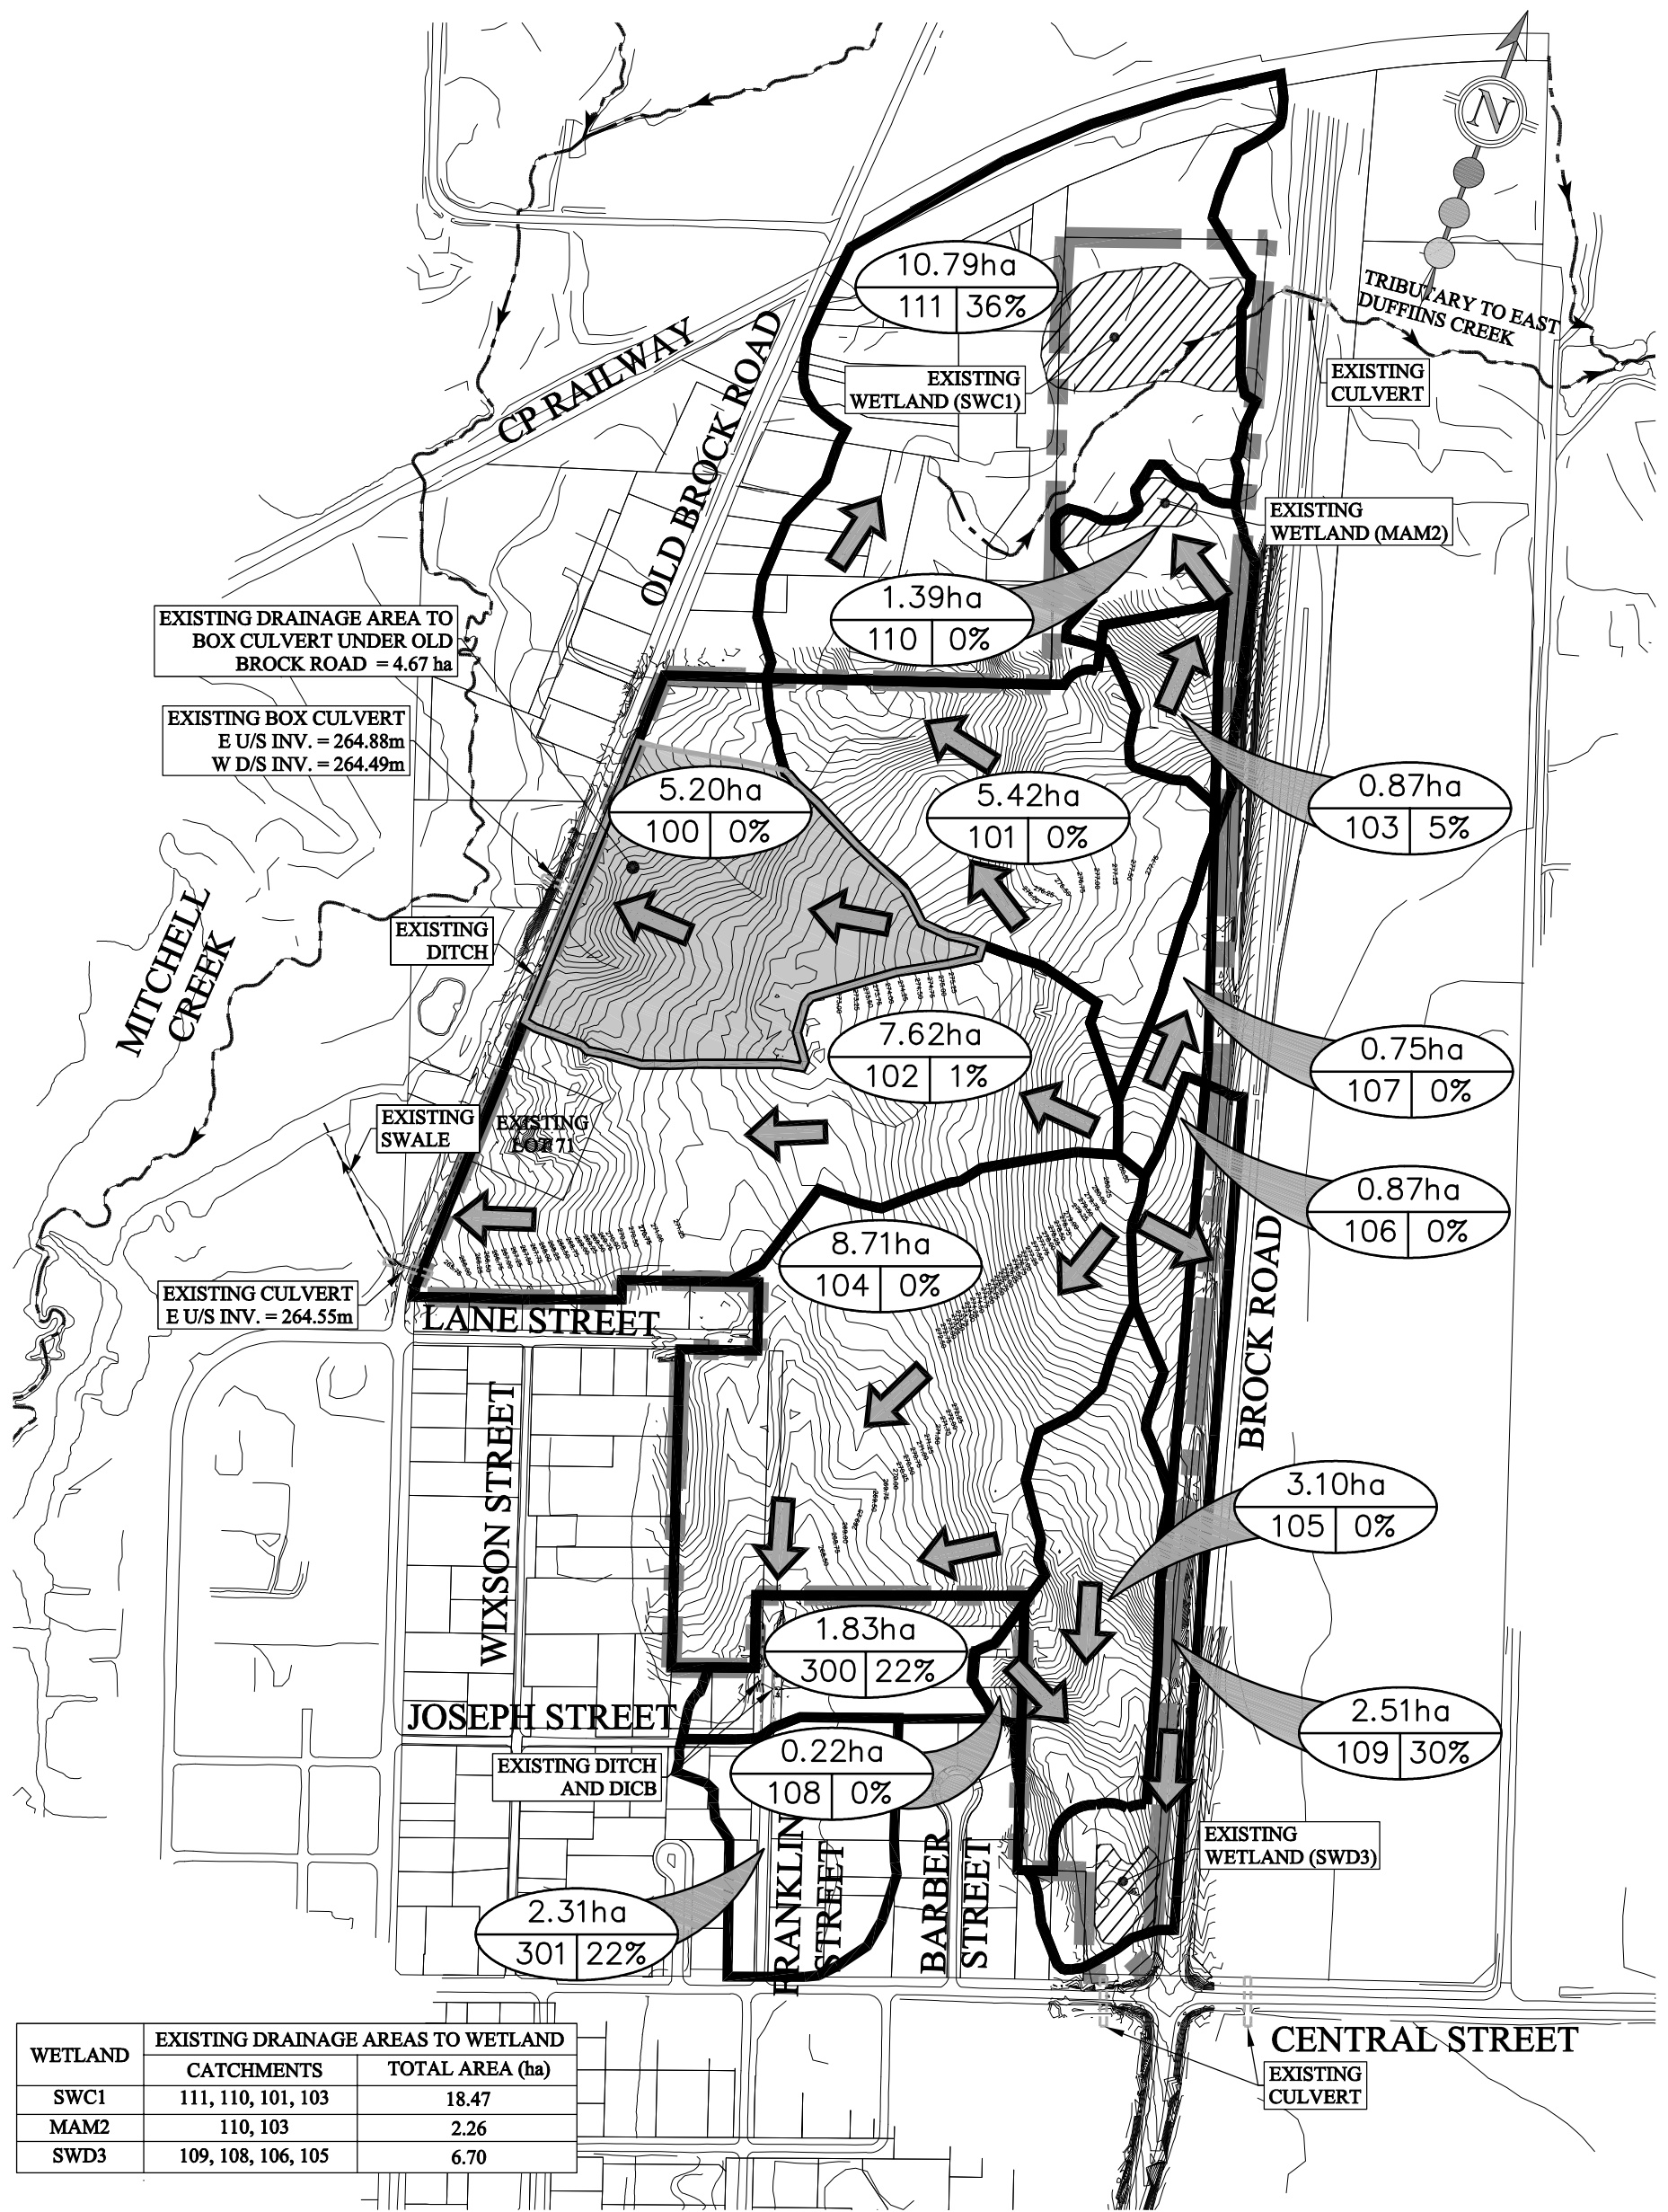 N
TRIBUTARY TO EAST
DUFFIINS CREEK
10.79ha
111 36%
EXISTING
WETLAND (SWC1)
EXISTING
CULVERT
CP RAILWAY
OLD BROCK ROAD
EXISTING
WETLAND (MAM2)
1.39ha
110 0%
EXISTING DRAINAGE AREA TO
BOX CULVERT UNDER OLD
BROCK ROAD = 4.67 ha
EXISTING BOX CULVERT
E U/S INV. = 264.88m
W D/S INV. = 264.49m
5.20ha
100 0%
5.42ha
101 0%
0.87ha
103 5%
EXISTING
DITCH
MITCHELL
CREEK
7.62ha
102 1%
0.75ha
107 0%
EXISTING
SWALE
EXISTING
LOT 71
0.87ha
106 0%
8.71ha
104 0%
EXISTING CULVERT
E U/S INV. = 264.55m
LANE STREET
BROCK ROAD
WIXSON STREET
3.10ha
105 0%
1.83ha
300 22%
JOSEPH STREET
2.51ha
109 30%
EXISTING DITCH
AND DICB
0.22ha
108 0%
EXISTING
WETLAND (SWD3)
FRANKLIN
STREET
BARBER
STREET
2.31ha
301 22%
CENTRAL STREET
EXISTING
CULVERT
WETLAND
EXISTING DRAINAGE AREAS TO WETLAND
CATCHMENTS TOTAL AREA (ha)
SWC1 111, 110, 101, 103 18.47
MAM2 110, 103 2.26
SWD3 109, 108, 106, 105 6.70